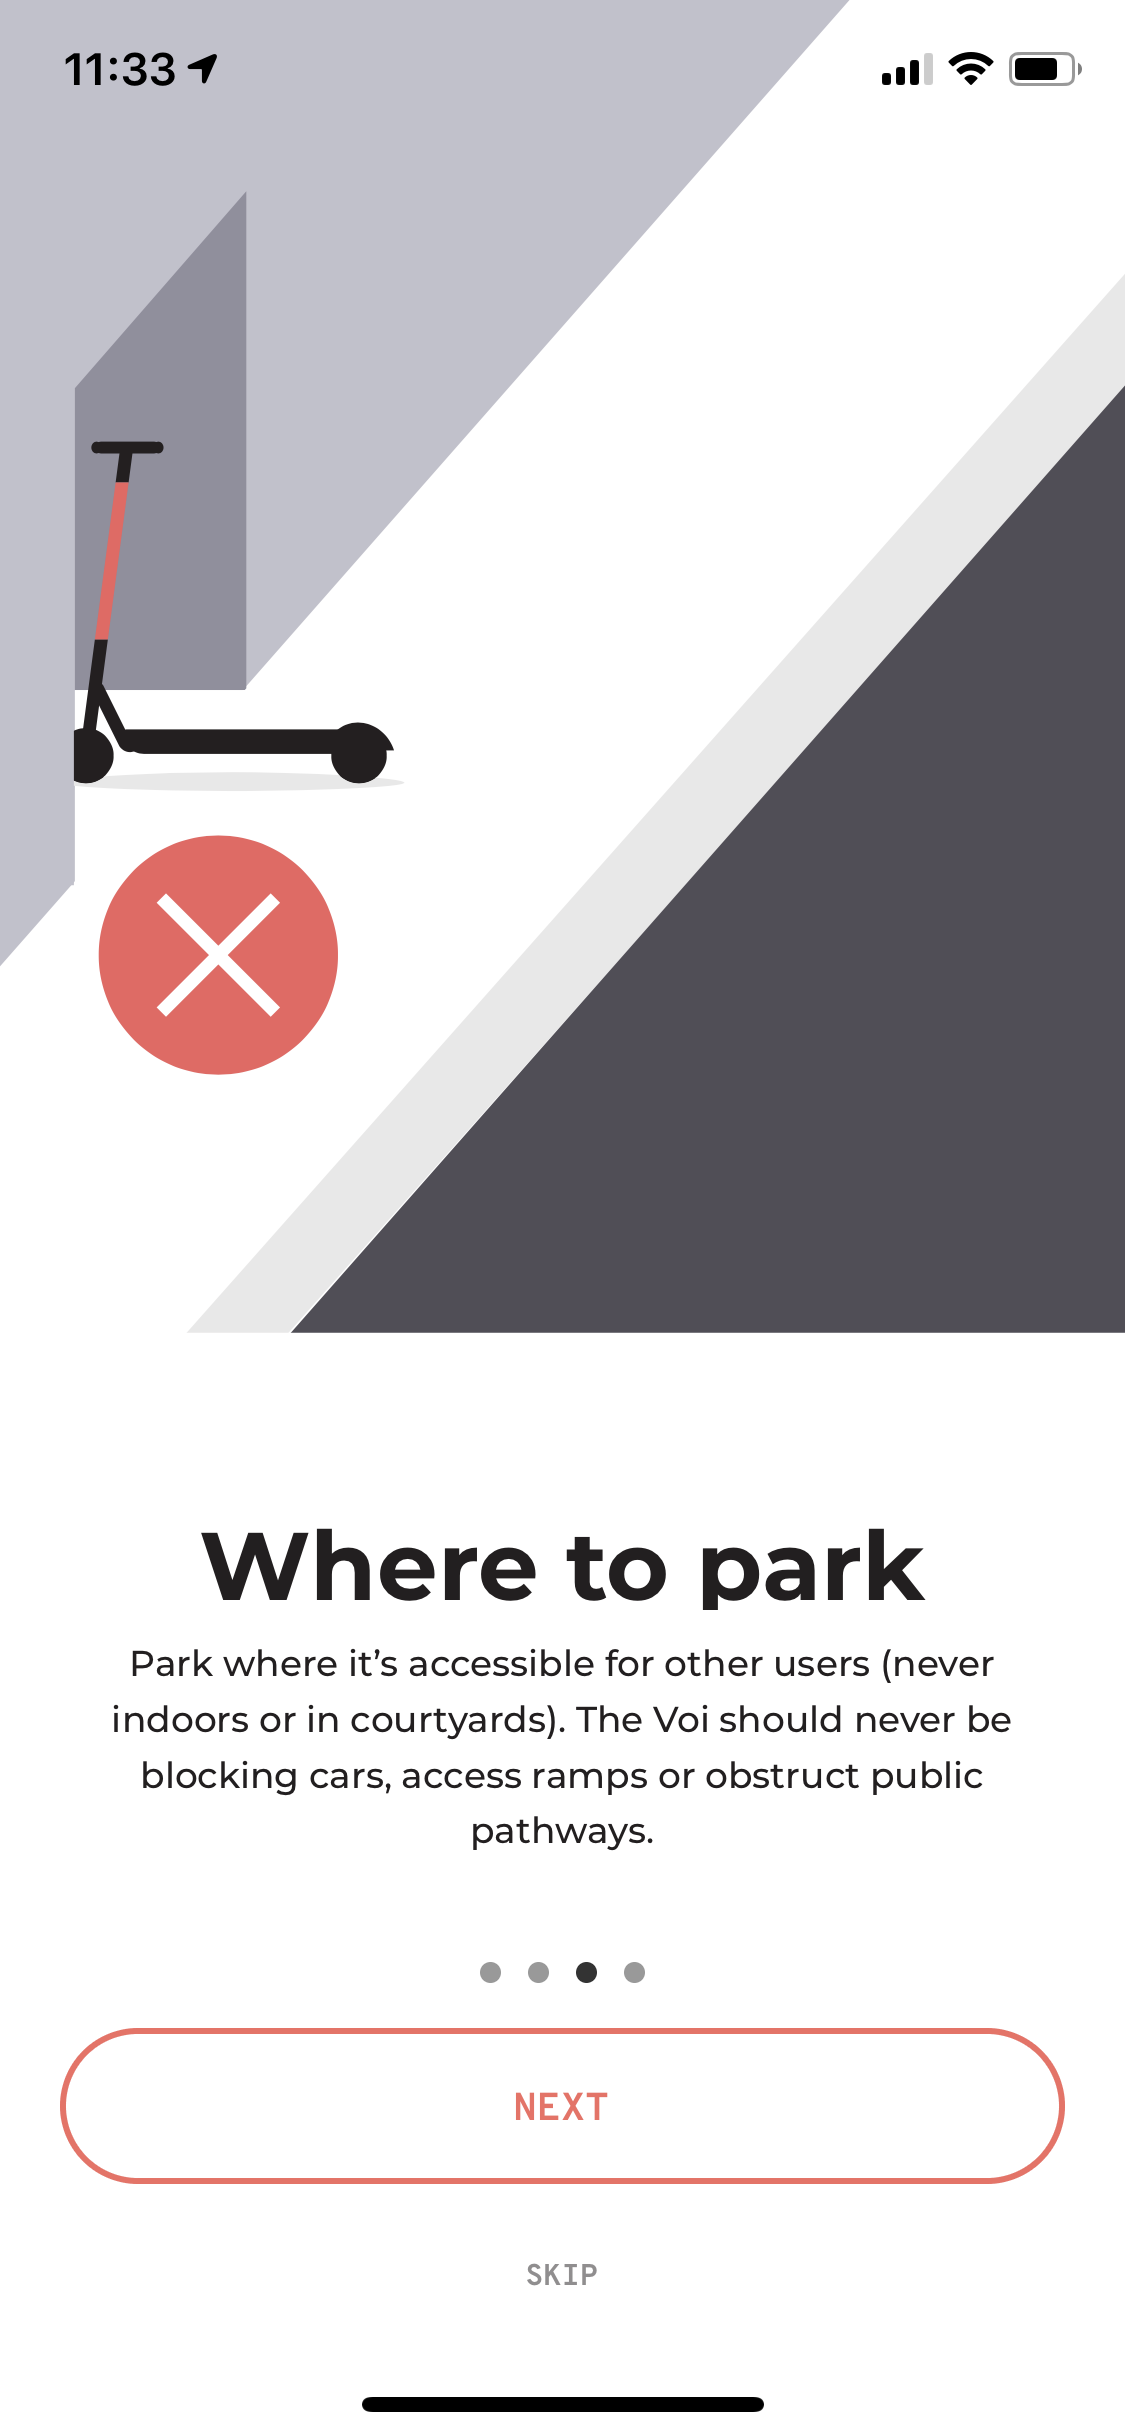 11:33
Where to park
Park where it’s accessible for other users (never
indoors or in courtyards). The Voi should never be
blocking cars, access ramps or obstruct public
pathways.
NEXT
SKIP